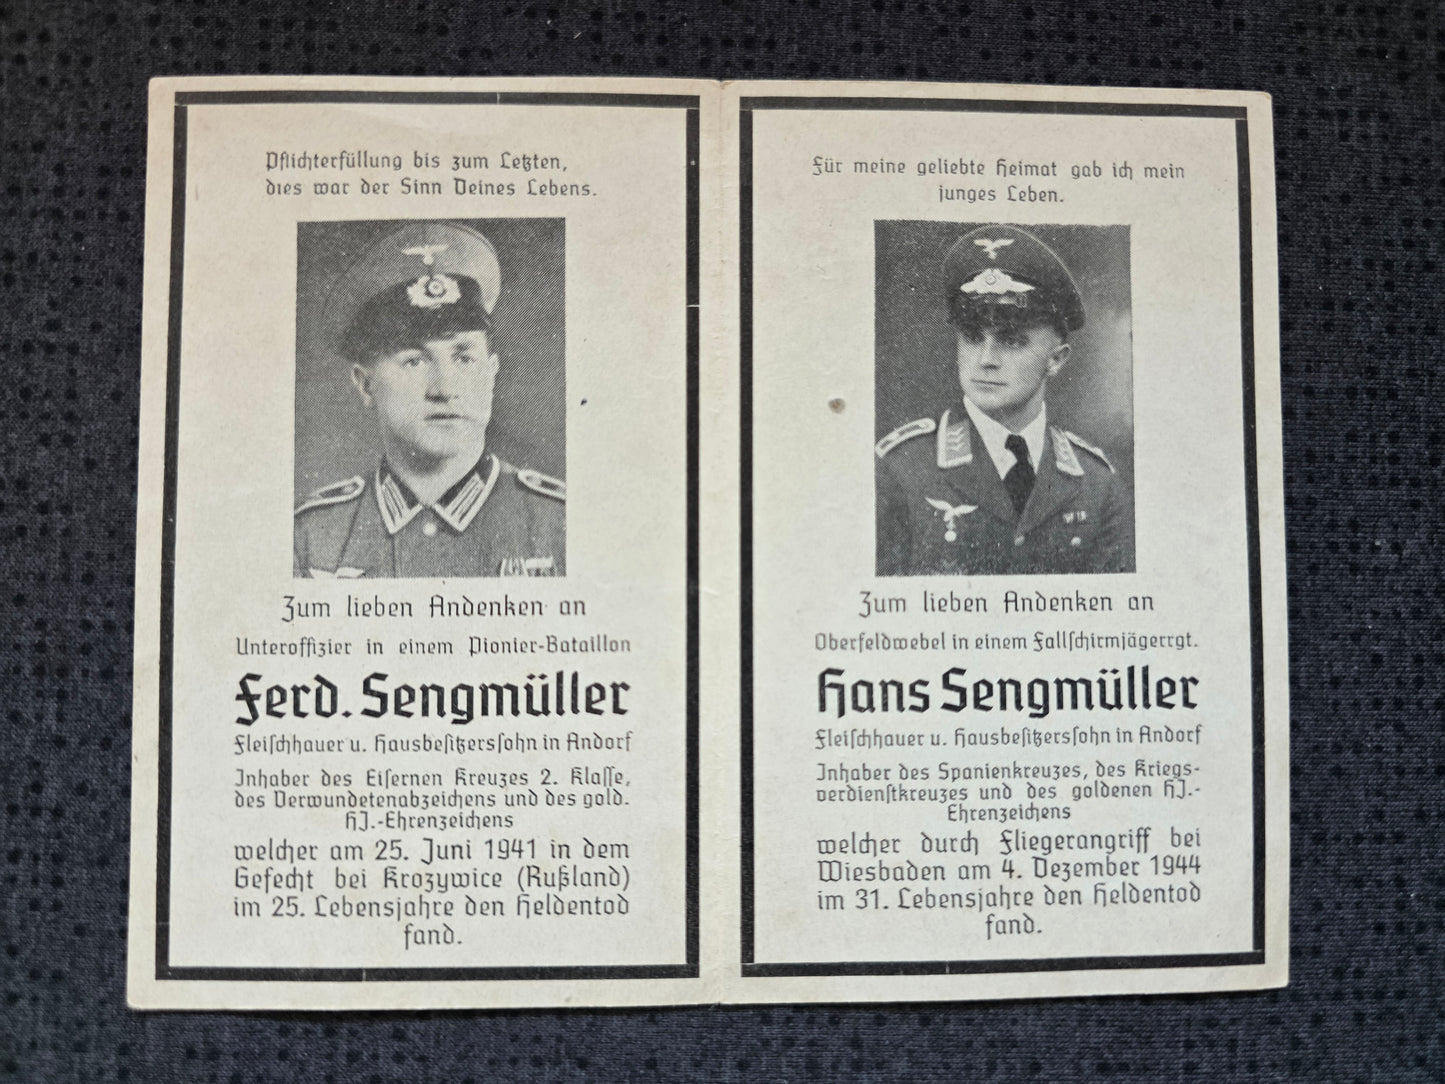 Pflichterfüllung bis zum Letzten,
dies war der Sinn Deines Lebens.
Zum lieben Andenken an
Unteroffizier in einem Pionier-Bataillon
Ferd. Sengmüller
Fleischhauer u. Hausbesitzerssohn in Andorf
Inhaber des Eisernen Kreuzes 2. Klasse,
des Verwundetenabzeichens und des gold.
HJ.-Ehrenzeichens
welcher am 25. Juni 1941 in dem
Gefecht bei Krozywice (Rußland)
im 25. Lebensjahre den Heldentod
fand.
Für meine geliebte Heimat gab ich mein
junges Leben.
Zum lieben Andenken an
Oberfeldwebel in einem Fallschirmjägerrgt.
Hans Sengmüller
Fleischhauer u. Hausbesitzerssohn in Andorf
Inhaber des Spanienkreuzes, des Kriegs-
verdienstkreuzes und des goldenen HJ.-
Ehrenzeichens
welcher durch Fliegerangriff bei
Wiesbaden am 4. Dezember 1944
im 31. Lebensjahre den Heldentod
fand.